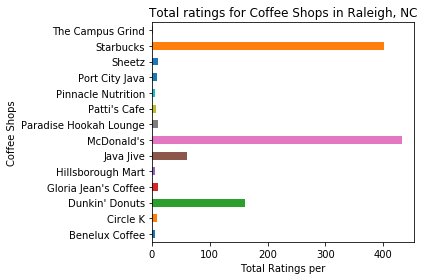 Total ratings for Coffee Shops in Raleigh, NC
The Campus Grind
Starbucks
Sheetz
Port City Java
Pinnacle Nutrition
Patti's Cafe
Paradise Hookah Lounge
McDonald's
Java Jive
Hillsborough Mart
Gloria Jean's Coffee
Dunkin' Donuts
Circle K
Benelux Coffee
Coffee Shops
0 100 200 300 400
Total Ratings per